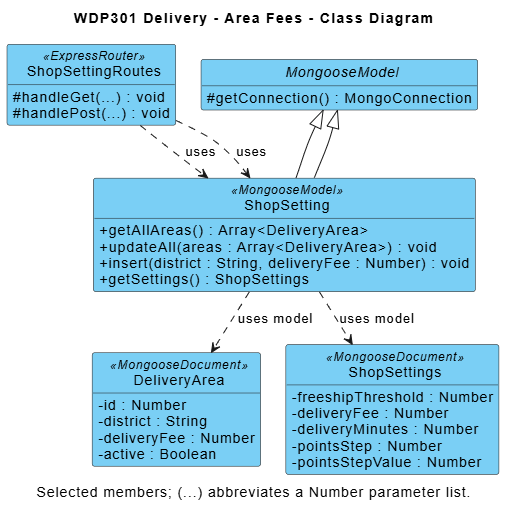 WDP301 Delivery - Area Fees - Class Diagram
«ExpressRouter»
ShopSettingRoutes
#handleGet(...) : void
#handlePost(...) : void
MongooseModel
#getConnection() : MongoConnection
uses
uses
«MongooseModel»
ShopSetting
+getAllAreas() : Array<DeliveryArea>
+updateAll(areas : Array<DeliveryArea>) : void
+insert(district : String, deliveryFee : Number) : void
+getSettings() : ShopSettings
uses model
uses model
«MongooseDocument»
DeliveryArea
-id : Number
-district : String
-deliveryFee : Number
-active : Boolean
«MongooseDocument»
ShopSettings
-freeshipThreshold : Number
-deliveryFee : Number
-deliveryMinutes : Number
-pointsStep : Number
-pointsStepValue : Number
Selected members; (...) abbreviates a Number parameter list.